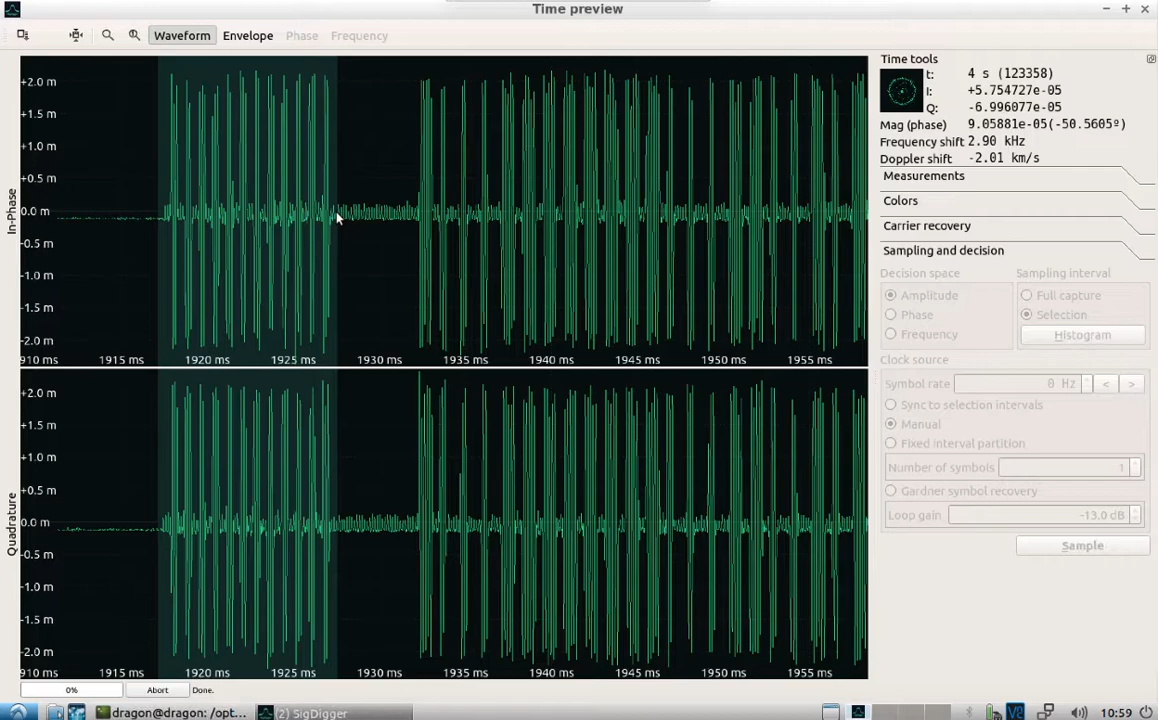 Time preview
Waveform Envelope Phase Frequency
In-Phase
+2.0 m
+1.5 m
+1.0 m
+0.5 m
0.0 m
-0.5 m
-1.0 m
-1.5 m
-2.0 m
910 ms 1915 ms 1920 ms 1925 ms 1930 ms 1935 ms 1940 ms 1945 ms 1950 ms 1955 ms
Quadrature
+2.0 m
+1.5 m
+1.0 m
+0.5 m
0.0 m
-0.5 m
-1.0 m
-1.5 m
-2.0 m
910 ms 1915 ms 1920 ms 1925 ms 1930 ms 1935 ms 1940 ms 1945 ms 1950 ms 1955 ms
Time tools
t: 4 s (123358)
I: +5.754727e-05
Q: -6.996077e-05
Mag (phase) 9.05881e-05(-50.5605º)
Frequency shift 2.90 kHz
Doppler shift -2.01 km/s
Measurements
Colors
Carrier recovery
Sampling and decision
Decision space Sampling interval
Amplitude Full capture
Phase Selection
Frequency Histogram
Clock source
Symbol rate 0 Hz < >
Sync to selection intervals
Manual
Fixed interval partition
Number of symbols 1
Gardner symbol recovery
Loop gain -13.0 dB
Sample
0% Abort Done.
dragon@dragon: /opt... (2) SigDigger 10:59